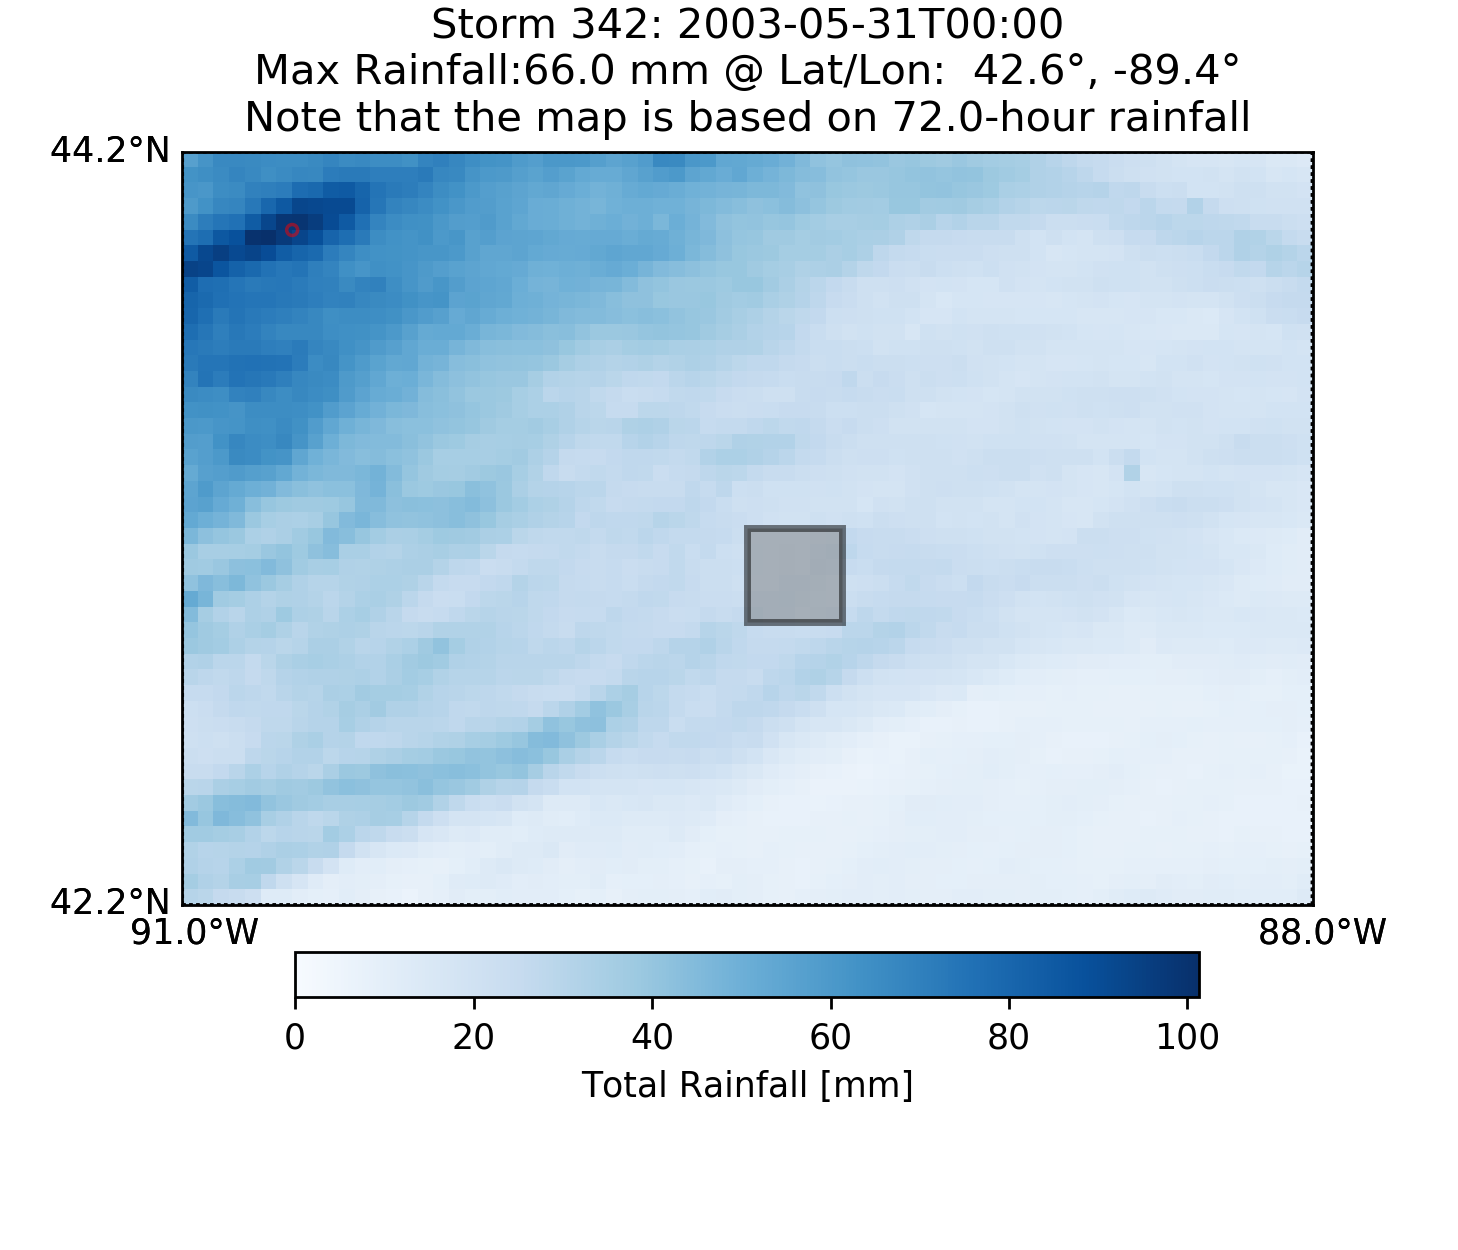 Storm 342: 2003-05-31T00:00
Max Rainfall:66.0 mm @ Lat/Lon:  42.6°, -89.4°
Note that the map is based on 72.0-hour rainfall
44.2°N
42.2°N
91.0°W
88.0°W
0 20 40 60 80 100
Total Rainfall [mm]